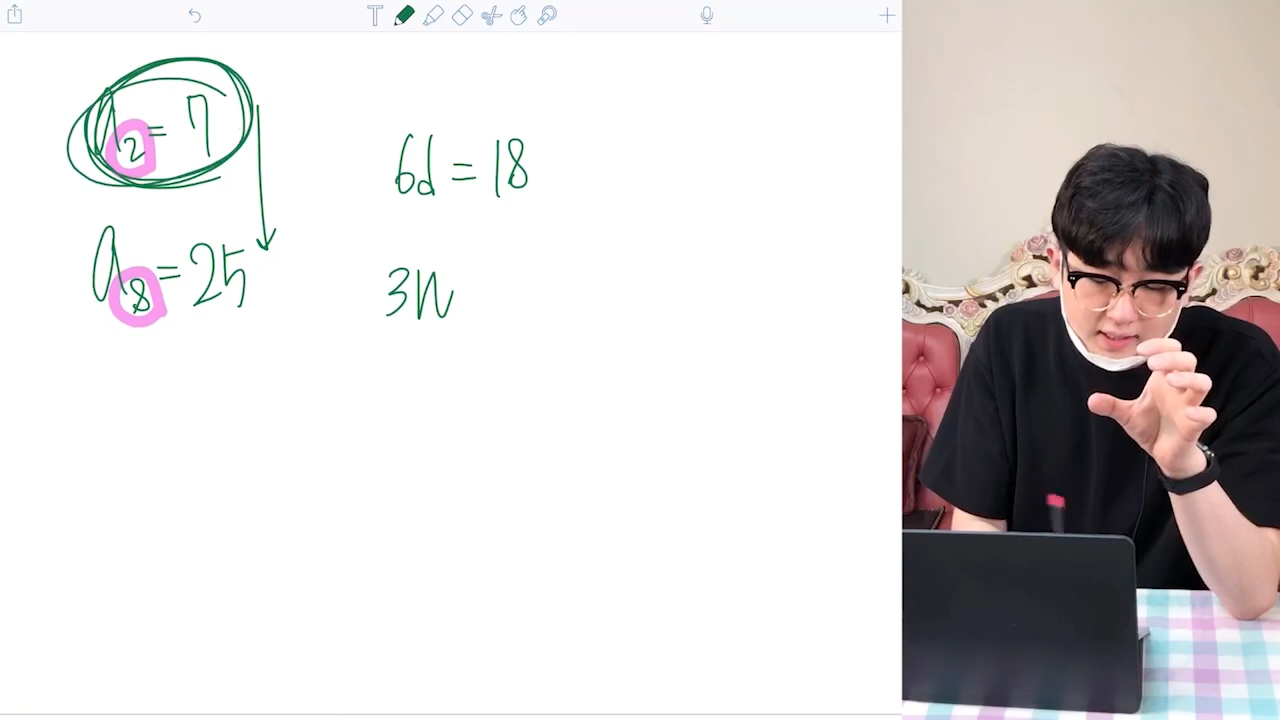 a₂ = 7
6d = 18
a₈ = 25
3n